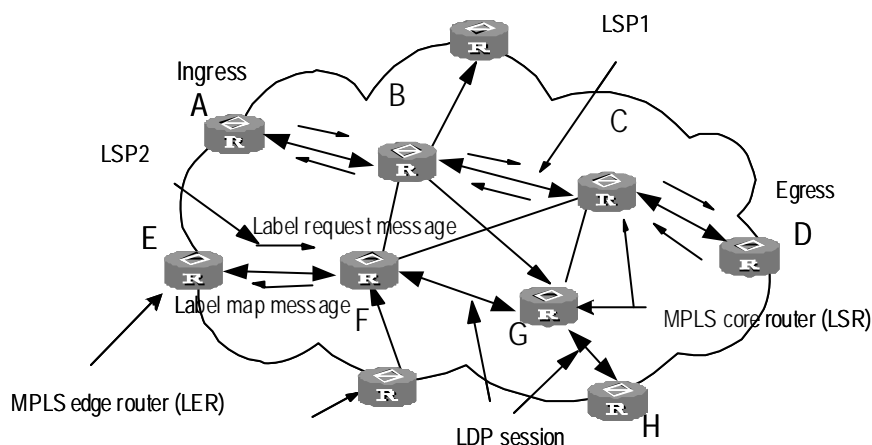 LSP1
R
Ingress
B
A
C
R
LSP2
R
R
Egress
Label request message
E
D
R
R
R
Label map message
F
R
G
MPLS core router (LSR)
MPLS edge router (LER)
R
R
H
LDP session